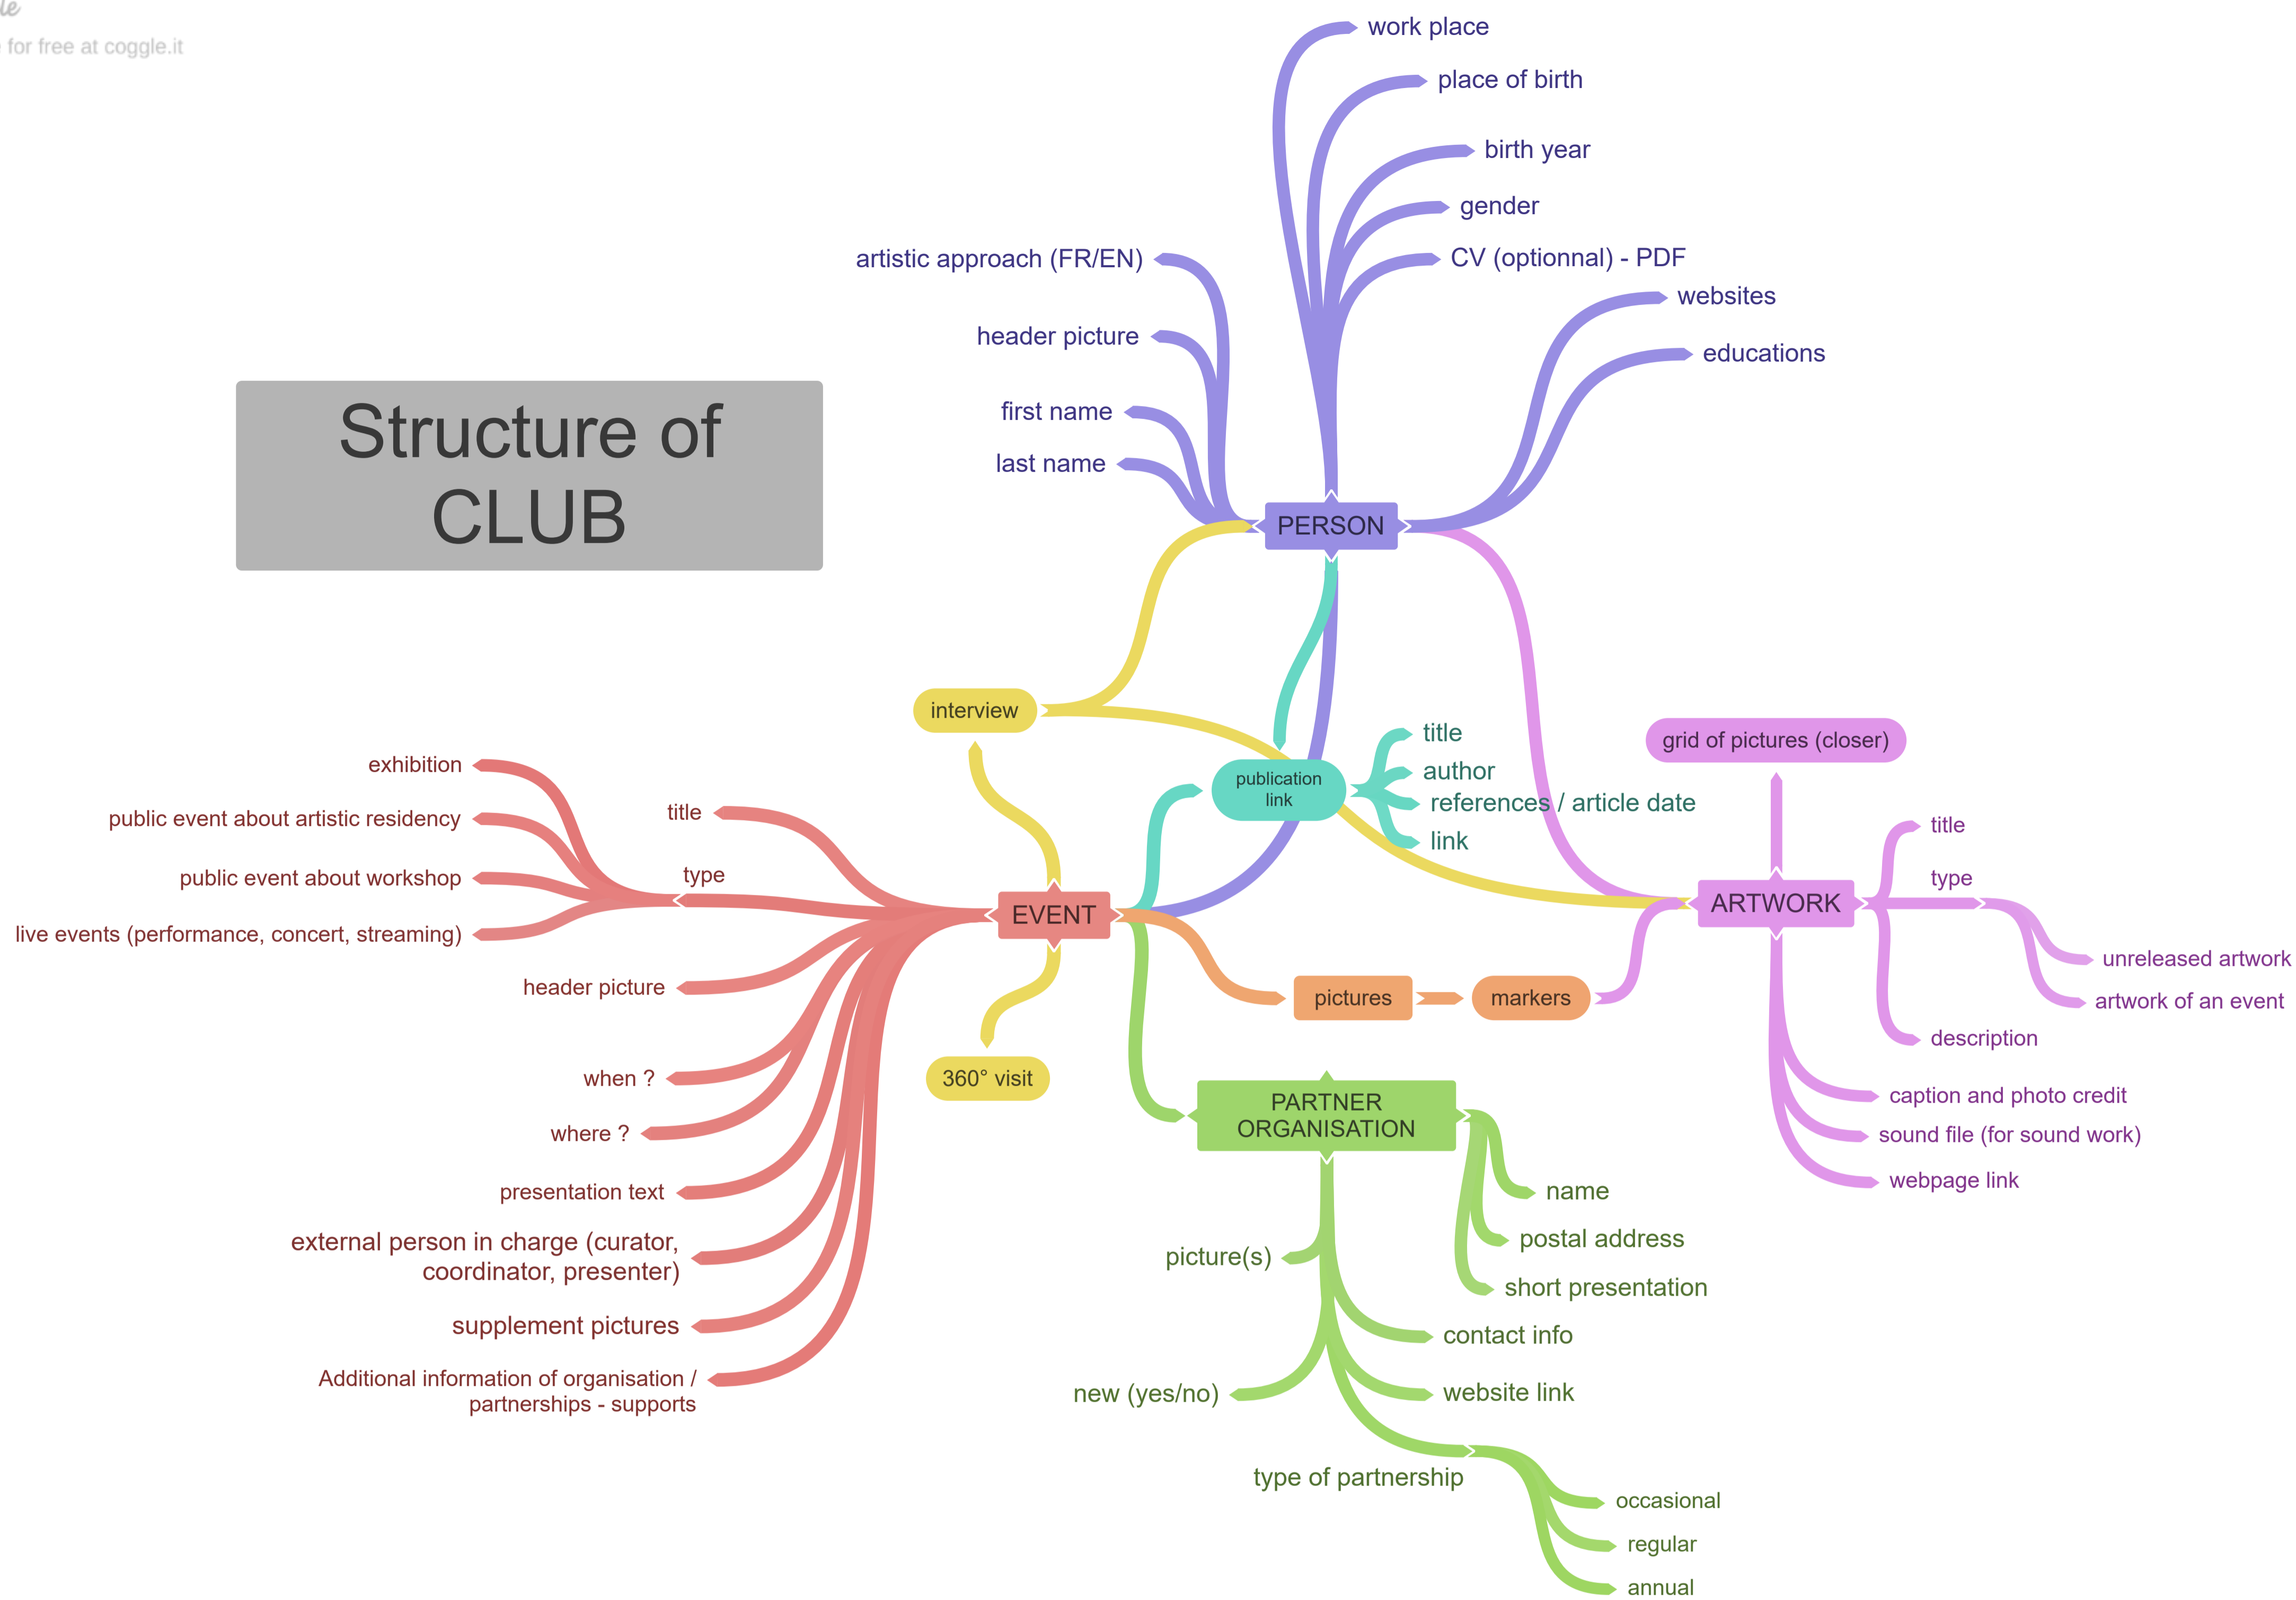 le
for free at coggle.it
work place
place of birth
birth year
gender
CV (optionnal) - PDF
websites
educations
artistic approach (FR/EN)
header picture
first name
last name
Structure of
CLUB
PERSON
interview
publication
link
title
author
references / article date
link
grid of pictures (closer)
exhibition
public event about artistic residency
public event about workshop
live events (performance, concert, streaming)
title
type
header picture
when ?
where ?
presentation text
external person in charge (curator,
coordinator, presenter)
supplement pictures
Additional information of organisation /
partnerships - supports
EVENT
360° visit
pictures
markers
ARTWORK
title
type
unreleased artwork
artwork of an event
description
caption and photo credit
sound file (for sound work)
webpage link
PARTNER
ORGANISATION
name
postal address
short presentation
picture(s)
contact info
new (yes/no)
website link
type of partnership
occasional
regular
annual